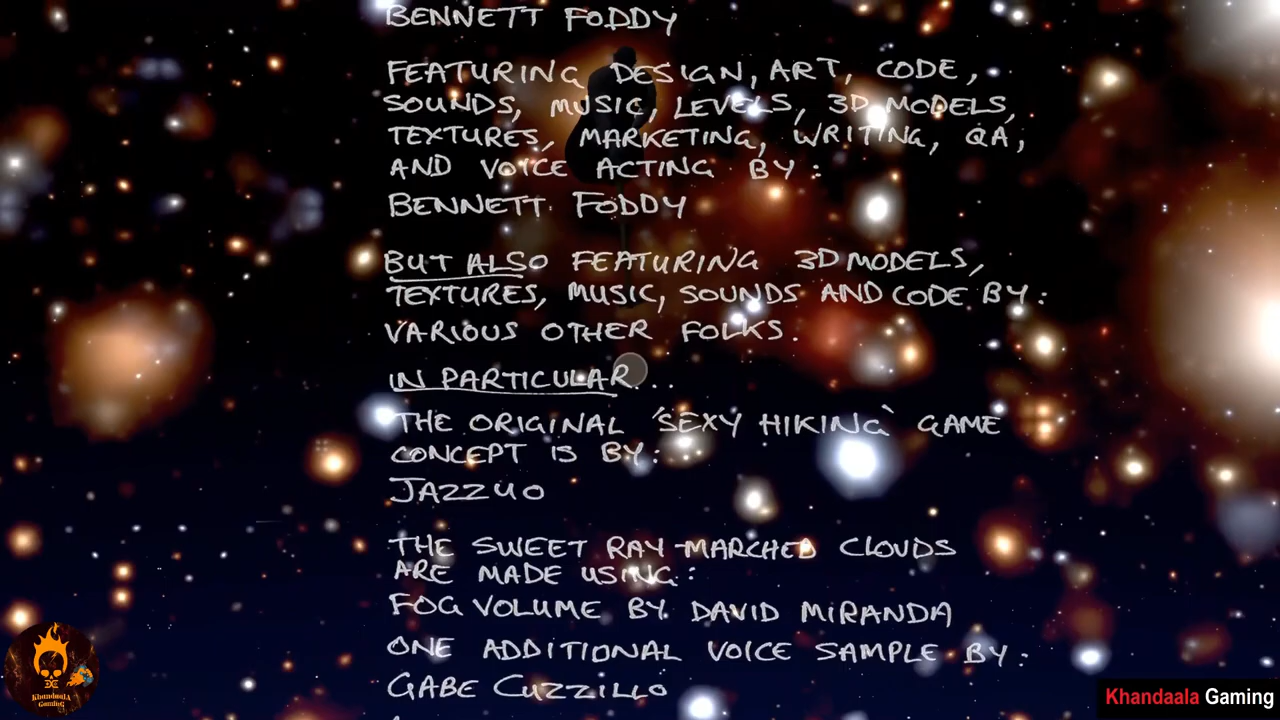 BENNETT FODDY
FEATURING DESIGN, ART, CODE,
SOUNDS, MUSIC, LEVELS, 3D MODELS,
TEXTURES, MARKETING, WRITING, QA,
AND VOICE ACTING BY:
BENNETT FODDY
BUT ALSO FEATURING 3D MODELS,
TEXTURES, MUSIC, SOUNDS AND CODE BY:
VARIOUS OTHER FOLKS.
IN PARTICULAR...
THE ORIGINAL 'SEXY HIKING' GAME
CONCEPT IS BY:
JAZZUO
THE SWEET RAY-MARCHED CLOUDS
ARE MADE USING:
FOG VOLUME BY DAVID MIRANDA
ONE ADDITIONAL VOICE SAMPLE BY:
GABE CUZZILLO
KhandaalA
GaminG
Khandaala Gaming